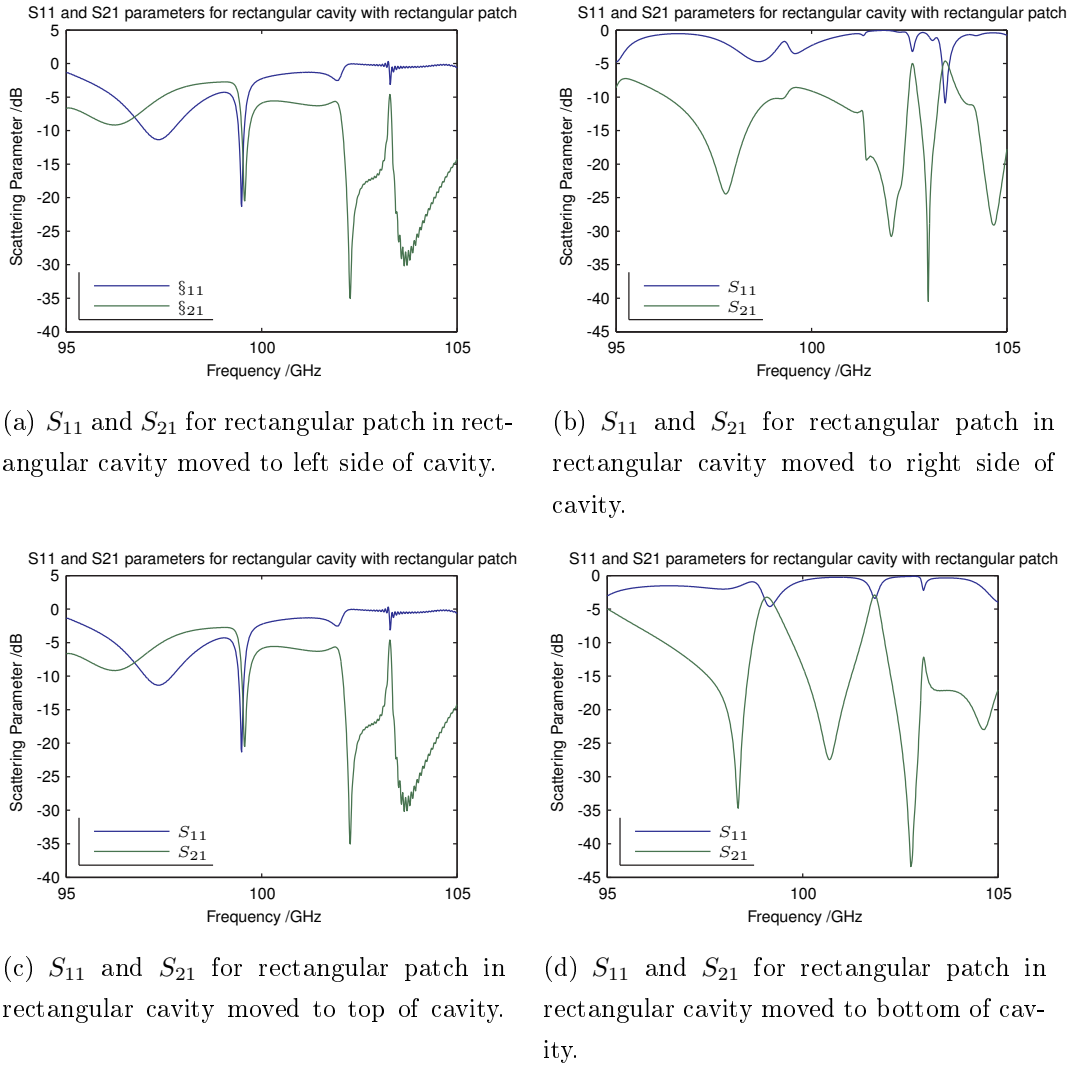 S11 and S21 parameters for rectangular cavity with rectangular patch
5
0
-5
-10
-15
-20
-25
-30
-35
-40
95
100
105
Scattering Parameter /dB
Frequency /GHz
§11
§21
(a) S11 and S21 for rectangular patch in rect-
angular cavity moved to left side of cavity.
S11 and S21 parameters for rectangular cavity with rectangular patch
0
-5
-10
-15
-20
-25
-30
-35
-40
-45
95
100
105
Scattering Parameter /dB
Frequency /GHz
S11
S21
(b) S11 and S21 for rectangular patch in
rectangular cavity moved to right side of
cavity.
S11 and S21 parameters for rectangular cavity with rectangular patch
5
0
-5
-10
-15
-20
-25
-30
-35
-40
95
100
105
Scattering Parameter /dB
Frequency /GHz
S11
S21
(c) S11 and S21 for rectangular patch in
rectangular cavity moved to top of cavity.
S11 and S21 parameters for rectangular cavity with rectangular patch
0
-5
-10
-15
-20
-25
-30
-35
-40
-45
95
100
105
Scattering Parameter /dB
Frequency /GHz
S11
S21
(d) S11 and S21 for rectangular patch in
rectangular cavity moved to bottom of cav-
ity.